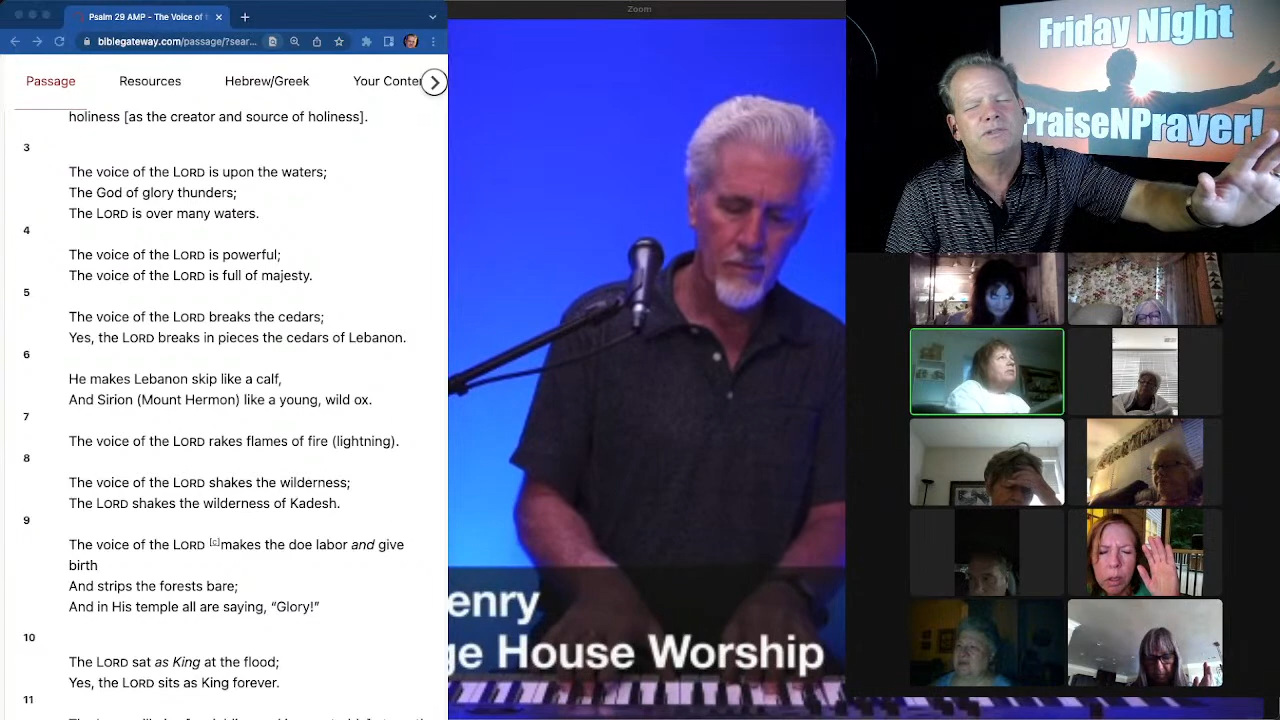 Psalm 29 AMP - The Voice of t
biblegateway.com/passage/?sear...
Passage
Resources
Hebrew/Greek
Your Conten
holiness [as the creator and source of holiness].
3
The voice of the LORD is upon the waters;
The God of glory thunders;
The LORD is over many waters.
4
The voice of the LORD is powerful;
The voice of the LORD is full of majesty.
5
The voice of the LORD breaks the cedars;
Yes, the LORD breaks in pieces the cedars of Lebanon.
6
He makes Lebanon skip like a calf,
And Sirion (Mount Hermon) like a young, wild ox.
7
The voice of the LORD rakes flames of fire (lightning).
8
The voice of the LORD shakes the wilderness;
The LORD shakes the wilderness of Kadesh.
9
The voice of the LORD [c]makes the doe labor and give
birth
And strips the forests bare;
And in His temple all are saying, “Glory!”
10
The LORD sat as King at the flood;
Yes, the LORD sits as King forever.
11
Zoom
enry
ge House Worship
Friday Night
PraiseNPrayer!